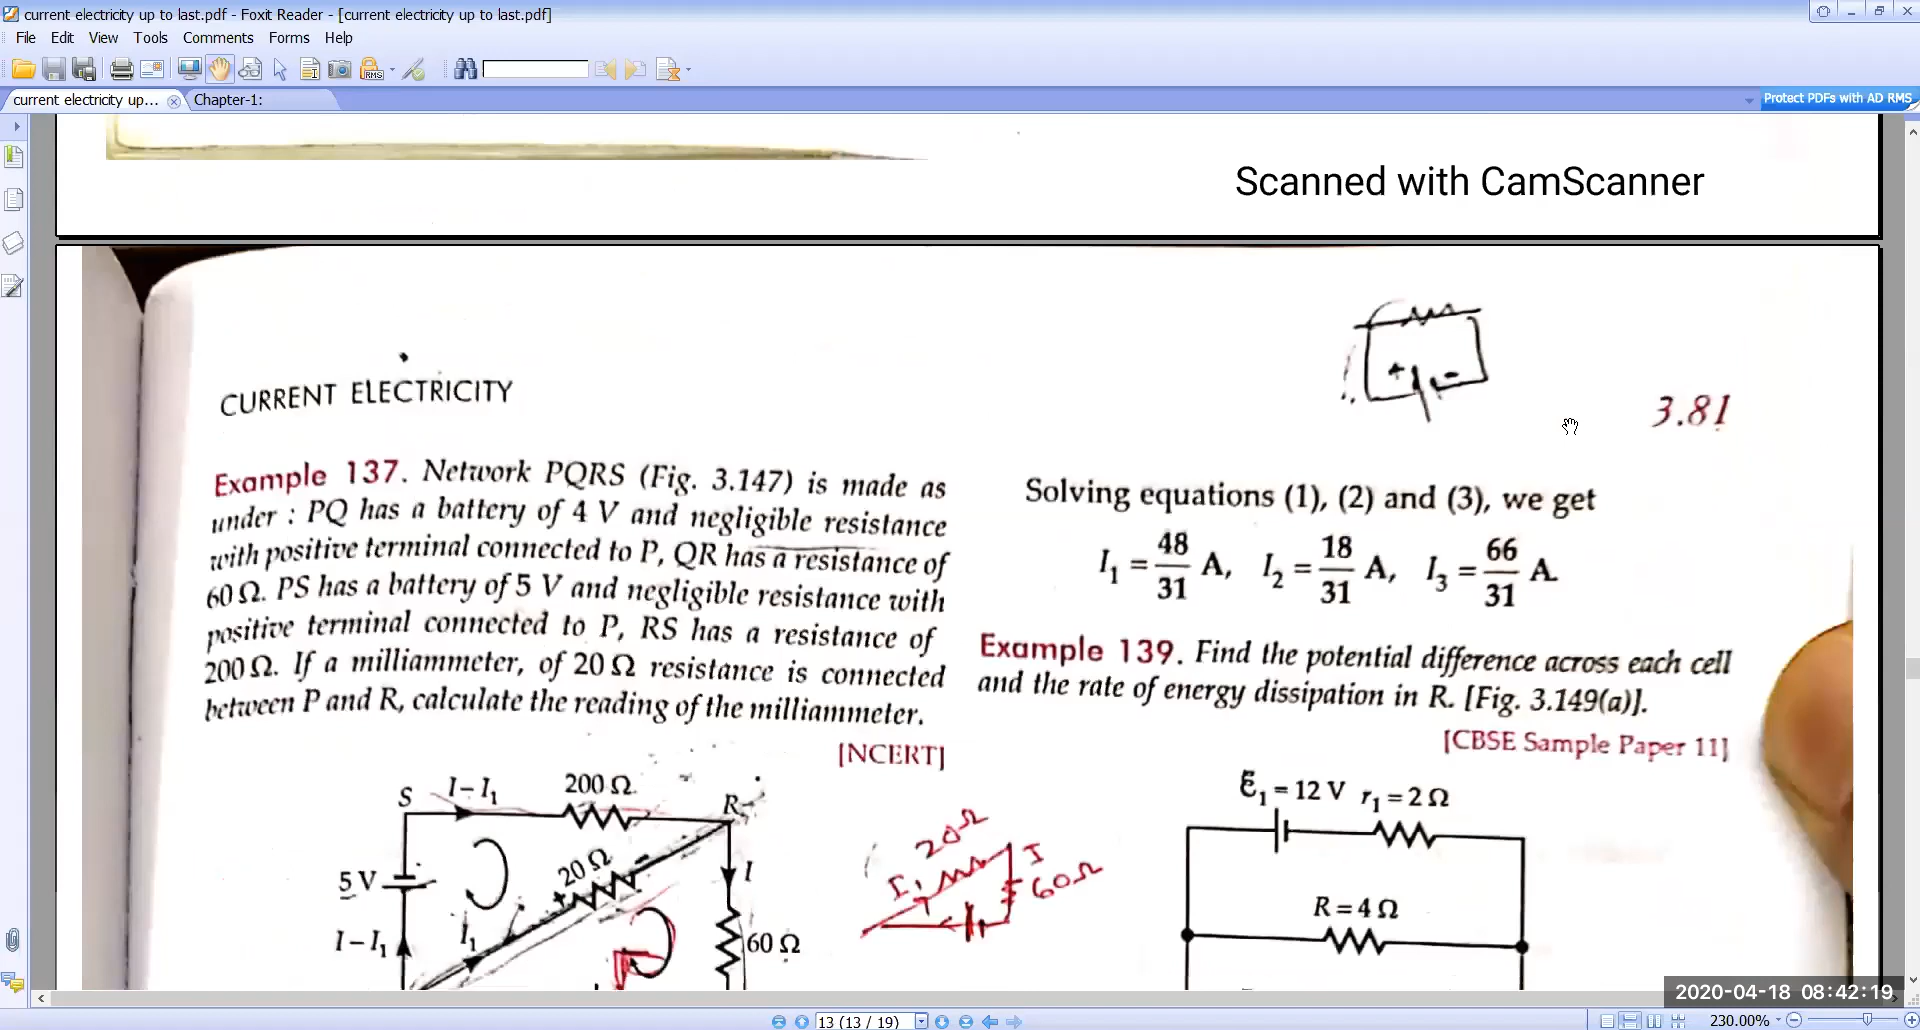 current electricity up to last.pdf - Foxit Reader - [current electricity up to last.pdf]
File Edit View Tools Comments Forms Help
RMS
current electricity up... Chapter-1: Protect PDFs with AD RMS
Scanned with CamScanner
+ -
CURRENT ELECTRICITY
3.81
Example 137. Network PQRS (Fig. 3.147) is made as
under : PQ has a battery of 4 V and negligible resistance
with positive terminal connected to P, QR has a resistance of
60 Ω. PS has a battery of 5 V and negligible resistance with
positive terminal connected to P, RS has a resistance of
200 Ω. If a milliammeter, of 20 Ω resistance is connected
between P and R, calculate the reading of the milliammeter.
[NCERT]
S I – I₁ 200 Ω R
5 V + 20 Ω - I
I – I₁ I₁ 60 Ω
20Ω
I₁ I
60Ω
Solving equations (1), (2) and (3), we get
I₁ = 48/31 A, I₂ = 18/31 A, I₃ = 66/31 A.
Example 139. Find the potential difference across each cell
and the rate of energy dissipation in R. [Fig. 3.149(a)].
[CBSE Sample Paper 11]
ℰ₁ = 12 V r₁ = 2 Ω
R = 4 Ω
2020-04-18 08:42:19
13 (13 / 19) 230.00%